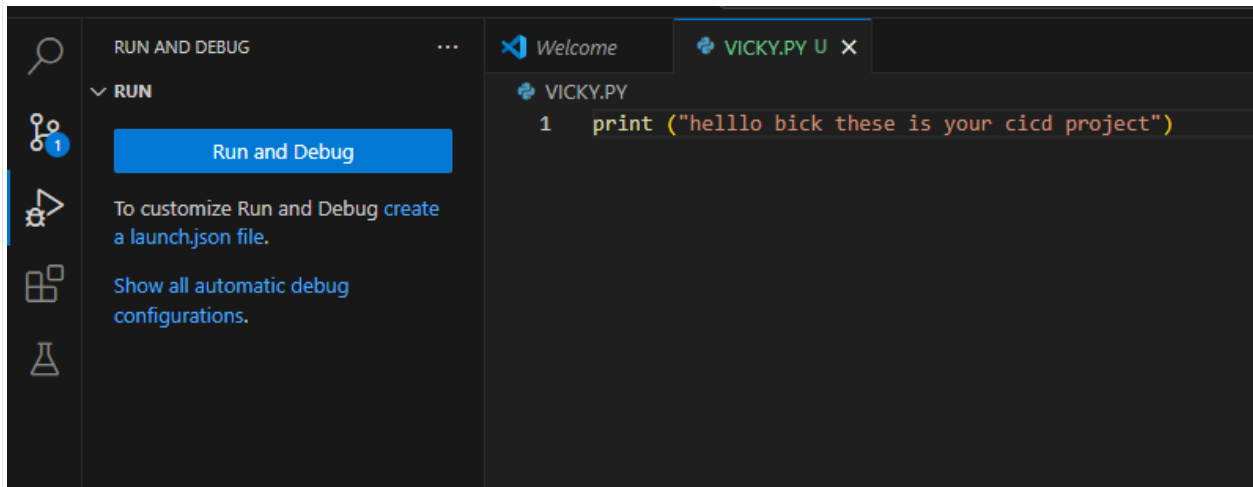 RUN AND DEBUG ...
Welcome
VICKY.PY U
RUN
VICKY.PY
1 print ("helllo bick these is your cicd project")
1
Run and Debug
To customize Run and Debug create
a launch.json file.
Show all automatic debug
configurations.